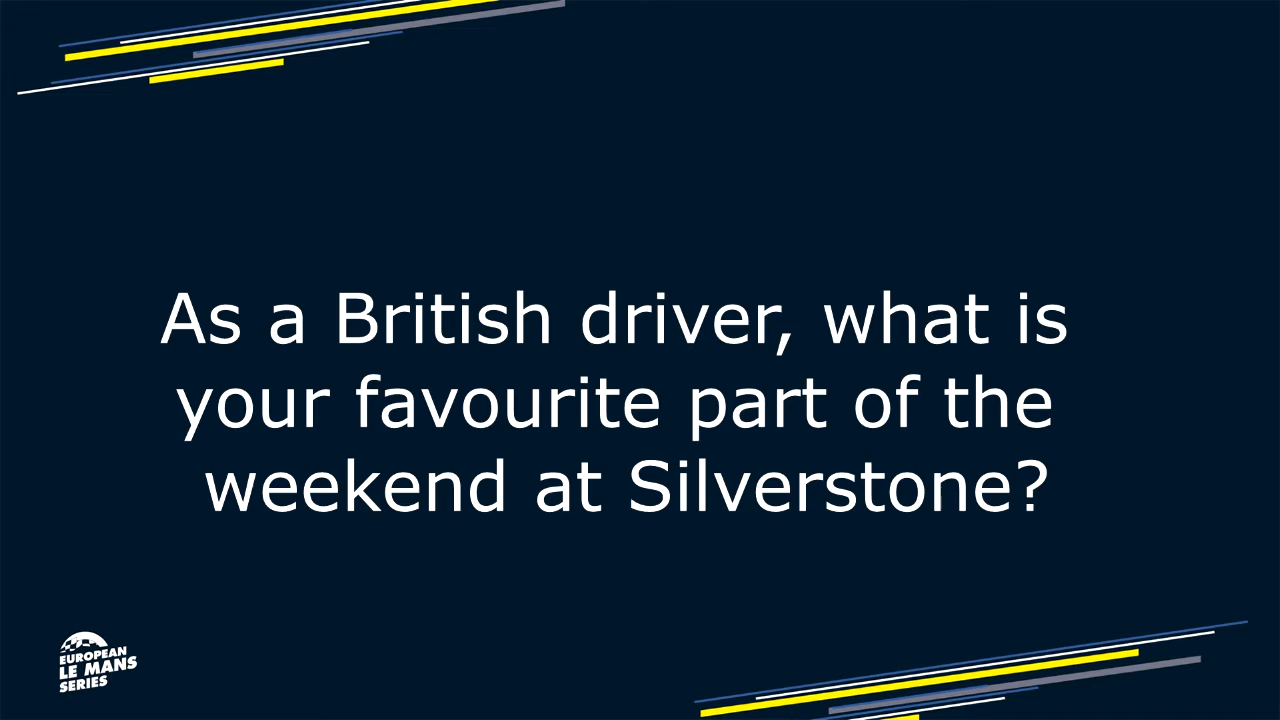 As a British driver, what is
your favourite part of the
weekend at Silverstone?
EUROPEAN
LE MANS
SERIES